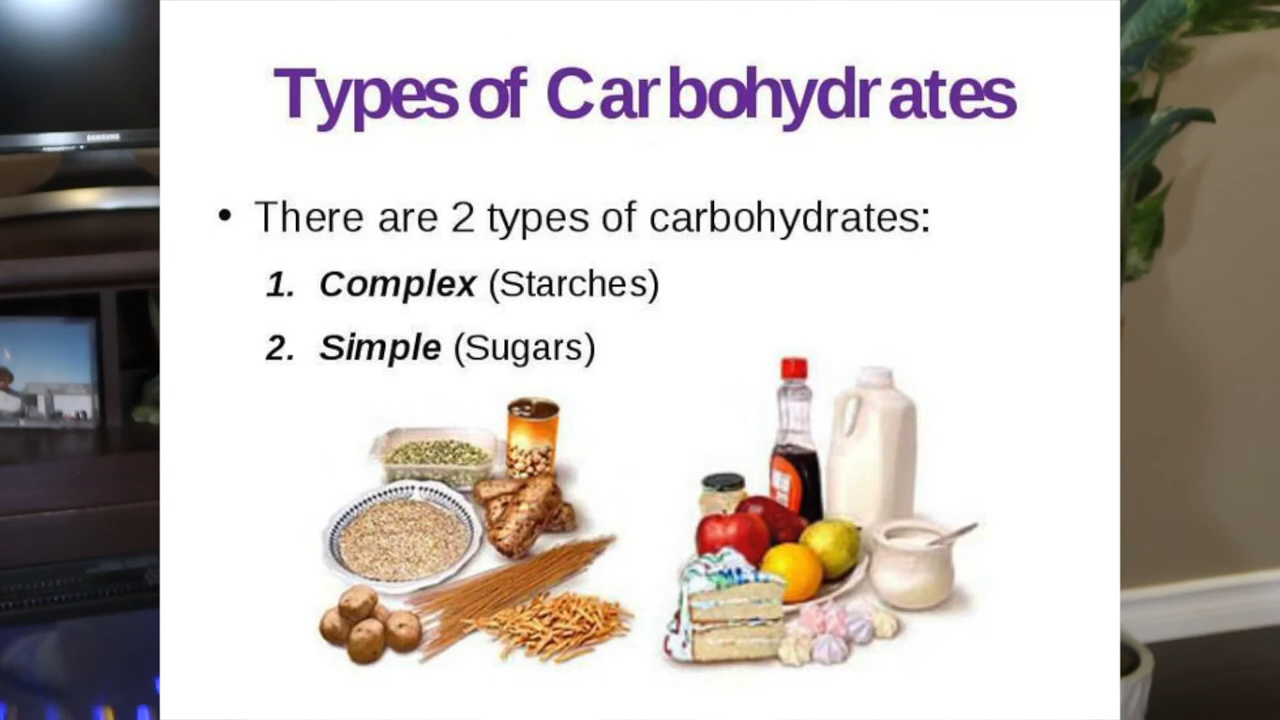 SAMSUNG
Types of Carbohydrates
• There are 2 types of carbohydrates:
1. Complex (Starches)
2. Simple (Sugars)